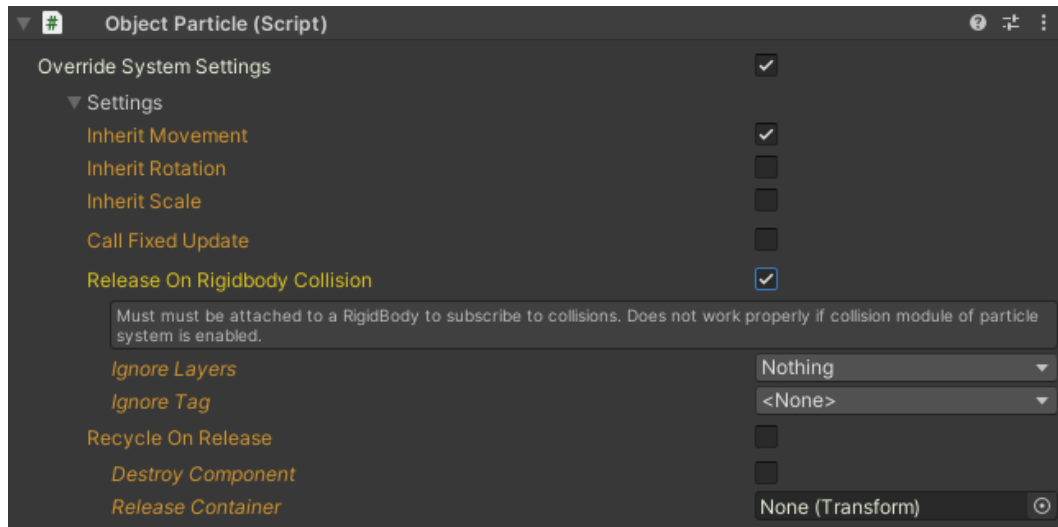 # Object Particle (Script)
Override System Settings
Settings
Inherit Movement
Inherit Rotation
Inherit Scale
Call Fixed Update
Release On Rigidbody Collision
Must must be attached to a RigidBody to subscribe to collisions. Does not work properly if collision module of particle
system is enabled.
Ignore Layers Nothing
Ignore Tag <None>
Recycle On Release
Destroy Component
Release Container None (Transform)